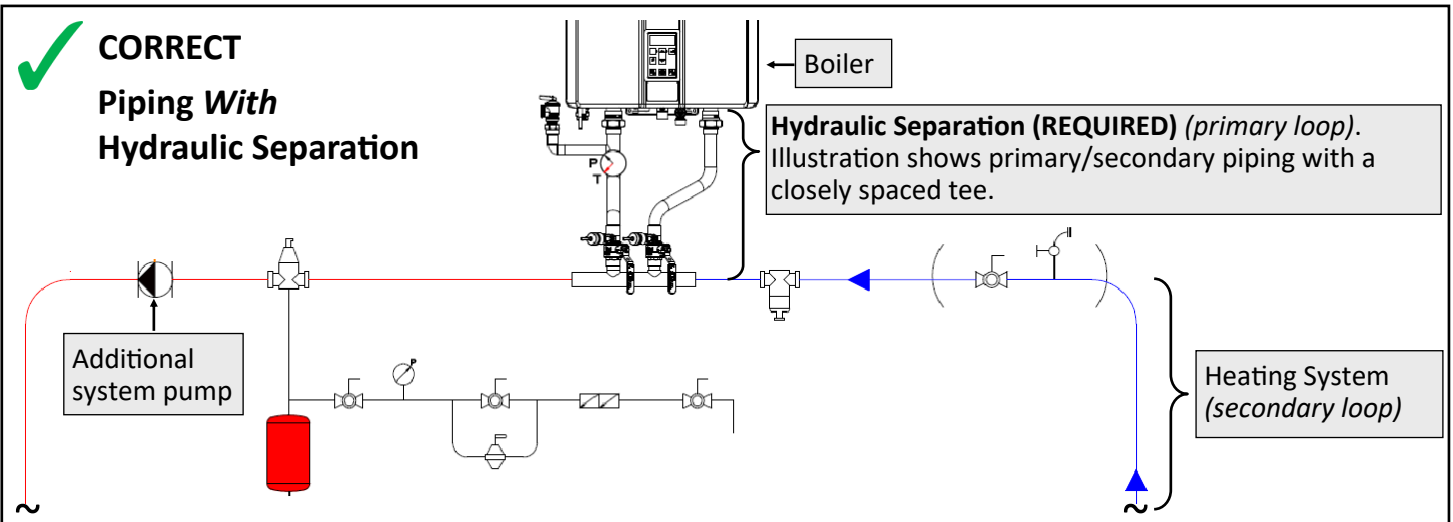 CORRECT
Piping With
Hydraulic Separation
Boiler
Hydraulic Separation (REQUIRED) (primary loop).
Illustration shows primary/secondary piping with a
closely spaced tee.
P
T
Additional
system pump
P
Heating System
(secondary loop)
~
~